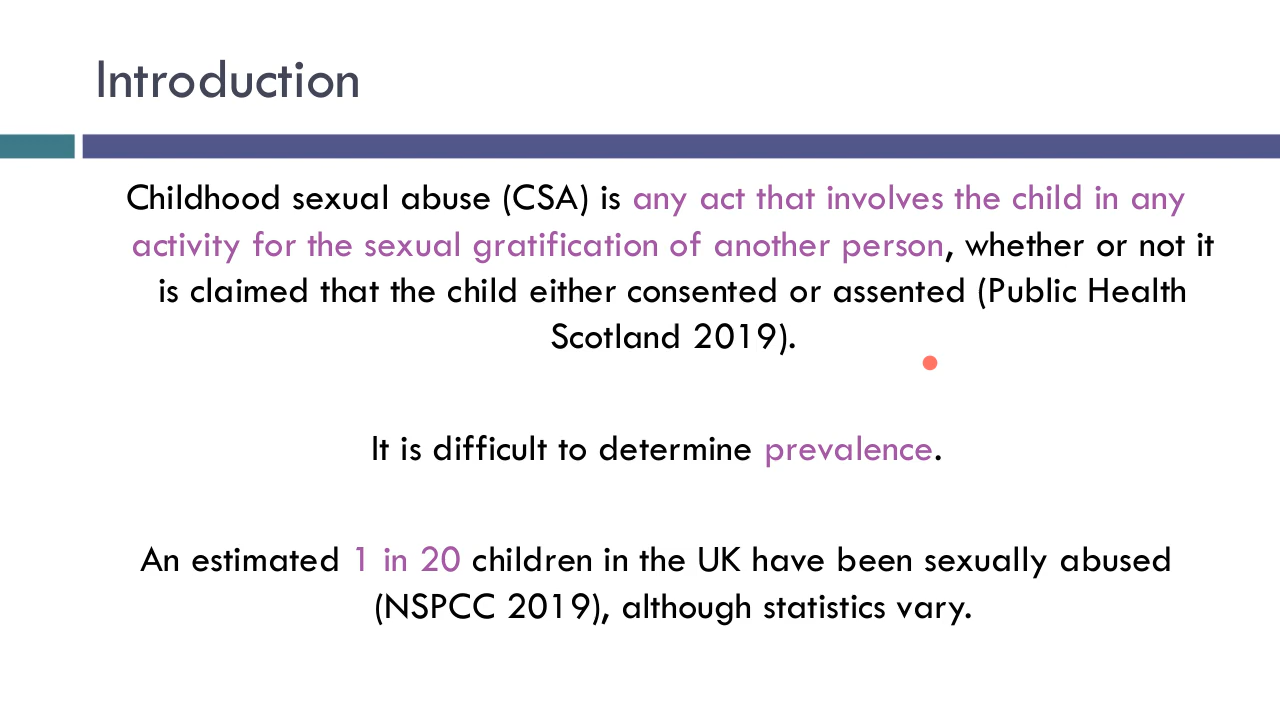 Introduction
Childhood sexual abuse (CSA) is any act that involves the child in any
activity for the sexual gratification of another person, whether or not it
is claimed that the child either consented or assented (Public Health
Scotland 2019).
It is difficult to determine prevalence.
An estimated 1 in 20 children in the UK have been sexually abused
(NSPCC 2019), although statistics vary.